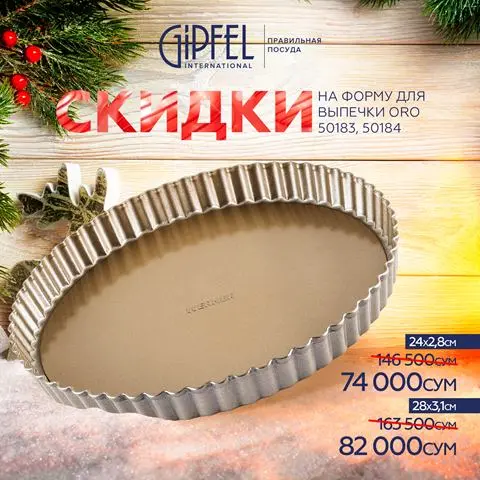 GIPFEL
INTERNATIONAL
ПРАВИЛЬНАЯ
ПОСУДА
СКИДКИ
НА ФОРМУ ДЛЯ
ВЫПЕЧКИ ORO
50183, 50184
WERNER
24x2,8см
146 500сум
74 000сум
28x3,1см
163 500сум
82 000сум